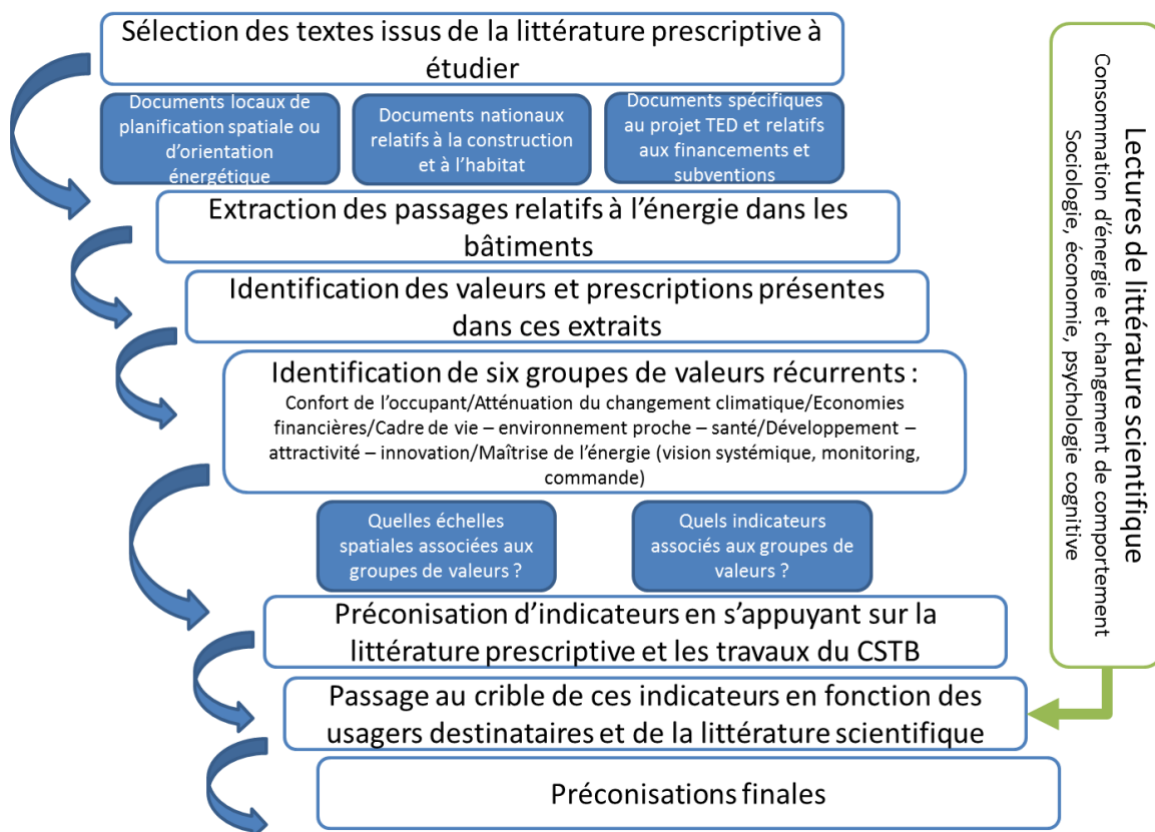 Sélection des textes issus de la littérature prescriptive à
étudier
Documents locaux de
planification spatiale ou
d'orientation
énergétique
Documents nationaux
relatifs à la construction
et à l'habitat
Documents spécifiques
au projet TED et relatifs
aux financements et
subventions
Extraction des passages relatifs à l'énergie dans les
bâtiments
Identification des valeurs et prescriptions présentes
dans ces extraits
Identification de six groupes de valeurs récurrents :
Confort de l'occupant/Atténuation du changement climatique/Economies
financières/Cadre de vie – environnement proche – santé/Développement –
attractivité – innovation/Maîtrise de l'énergie (vision systémique, monitoring,
commande)
Quelles échelles
spatiales associées aux
groupes de valeurs ?
Quels indicateurs
associés aux groupes de
valeurs ?
Préconisation d'indicateurs en s'appuyant sur la
littérature prescriptive et les travaux du CSTB
Passage au crible de ces indicateurs en fonction des
usagers destinataires et de la littérature scientifique
Préconisations finales
Lectures de littérature scientifique
Consommation d'énergie et changement de comportement
Sociologie, économie, psychologie cognitive